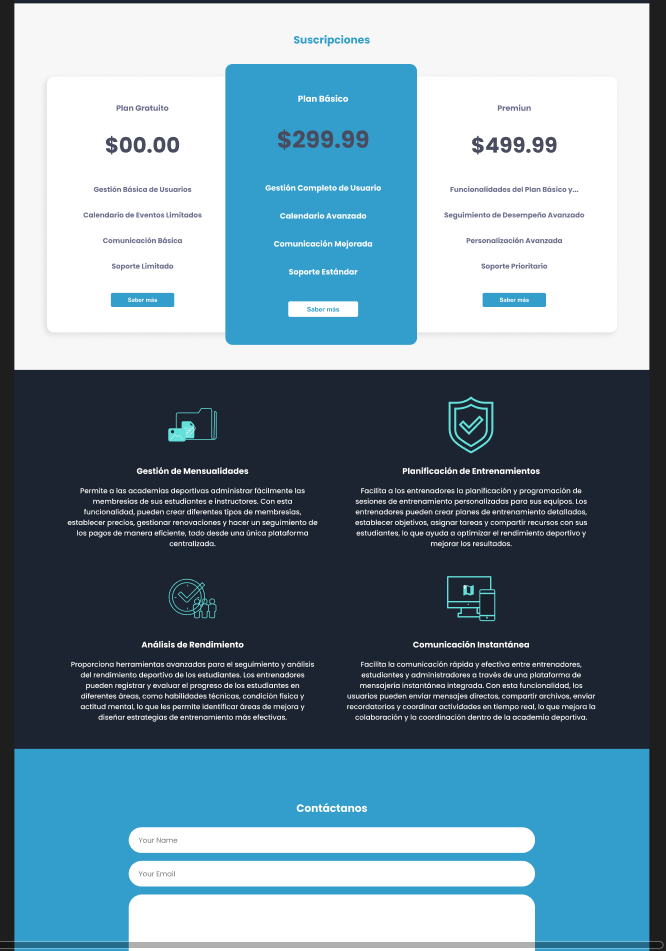 Suscripciones
Plan Gratuito
$00.00
Gestión Básica de Usuarios
Calendario de Eventos Limitados
Comunicación Básica
Soporte Limitado
Saber más
Plan Básico
$299.99
Gestión Completo de Usuario
Calendario Avanzado
Comunicación Mejorada
Soporte Estándar
Saber más
Premiun
$499.99
Funcionalidades del Plan Básico y...
Seguimiento de Desempeño Avanzado
Personalización Avanzada
Soporte Prioritario
Saber más
Gestión de Mensualidades
Permite a las academias deportivas administrar fácilmente las
membresías de sus estudiantes e instructores. Con esta
funcionalidad, pueden crear diferentes tipos de membresías,
establecer precios, gestionar renovaciones y hacer un seguimiento de
los pagos de manera eficiente, todo desde una única plataforma
centralizada.
Planificación de Entrenamientos
Facilita a los entrenadores la planificación y programación de
sesiones de entrenamiento personalizadas para sus equipos. Los
entrenadores pueden crear planes de entrenamiento detallados,
establecer objetivos, asignar tareas y compartir recursos con sus
estudiantes, lo que ayuda a optimizar el rendimiento deportivo y
mejorar los resultados.
Análisis de Rendimiento
Proporciona herramientas avanzadas para el seguimiento y análisis
del rendimiento deportivo de los estudiantes. Los entrenadores
pueden registrar y evaluar el progreso de los estudiantes en
diferentes áreas, como habilidades técnicas, condición física y
actitud mental, lo que les permite identificar áreas de mejora y
diseñar estrategias de entrenamiento más efectivas.
Comunicación Instantánea
Facilita la comunicación rápida y efectiva entre entrenadores,
estudiantes y administradores a través de una plataforma de
mensajería instantánea integrada. Con esta funcionalidad, los
usuarios pueden enviar mensajes directos, compartir archivos, enviar
recordatorios y coordinar actividades en tiempo real, lo que mejora la
colaboración y la coordinación dentro de la academia deportiva.
Contáctanos
Your Name
Your Email